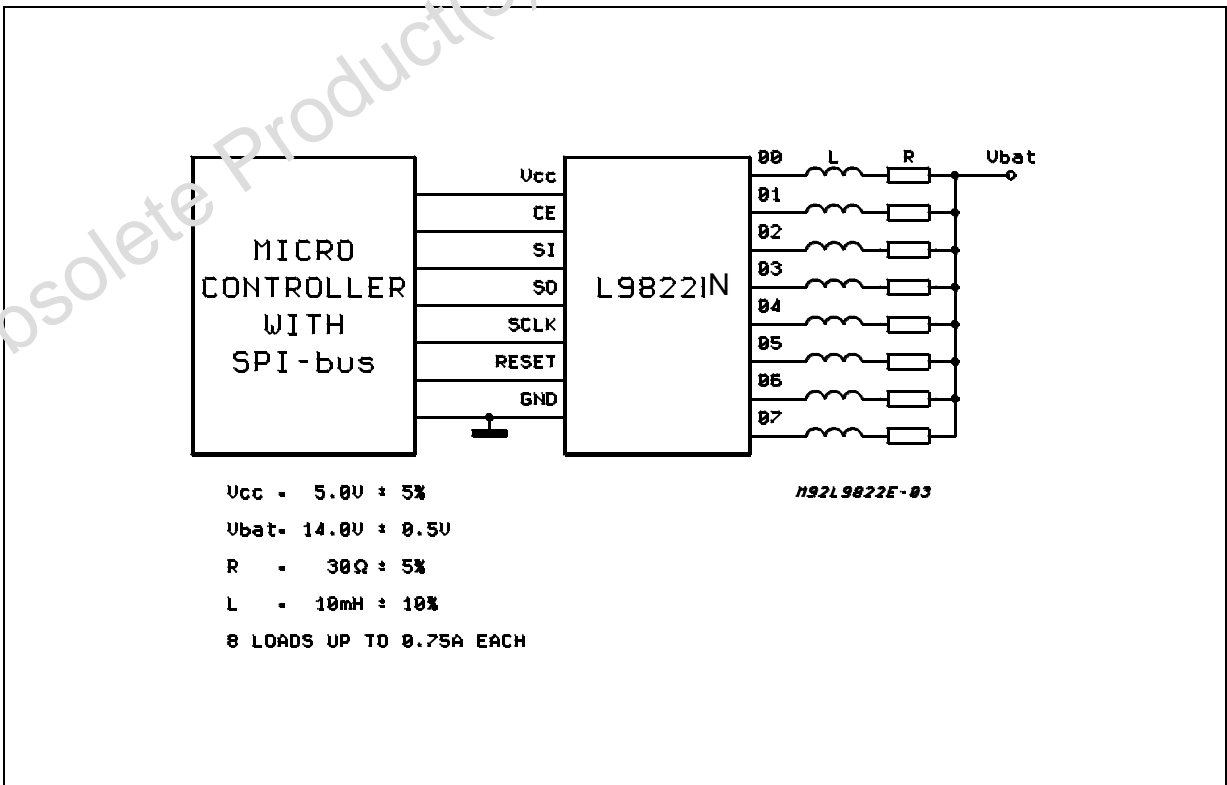 bsolete Product(s)
MICRO
CONTROLLER
WITH
SPI-bus
Vcc
CE
SI
SO
SCLK
RESET
GND
L9822IN
00
01
02
03
04
05
06
07
L
R
Vbat
Vcc = 5.0V ± 5%
Vbat= 14.0V ± 0.5V
R = 30Ω ± 5%
L = 10mH ± 10%
8 LOADS UP TO 0.75A EACH
M92L9822E-03